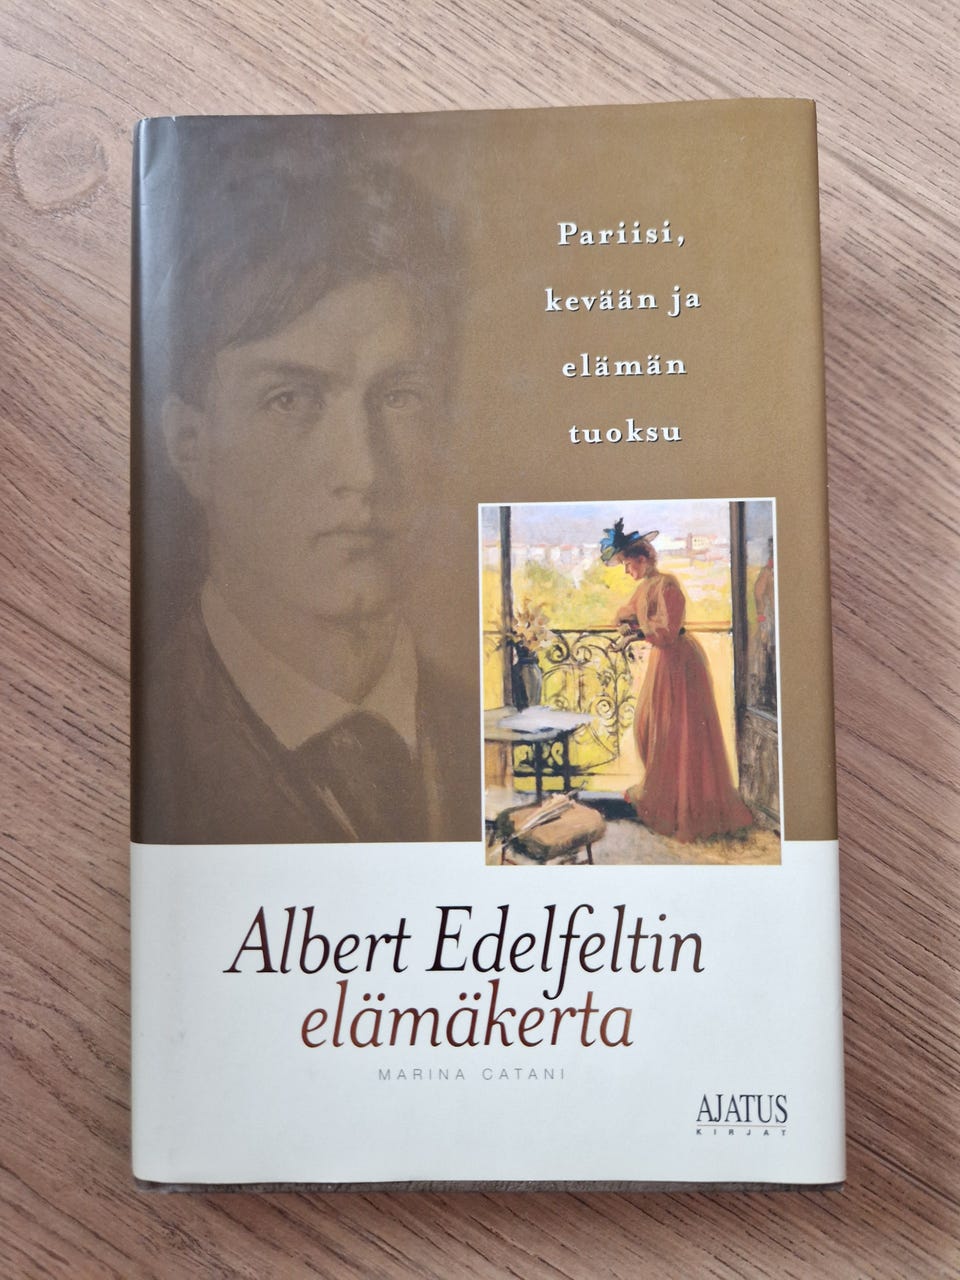 Pariisi,
kevään ja
elämän
tuoksu
Albert Edelfeltin
elämäkerta
MARINA CATANI
AJATUS
KIRJAT